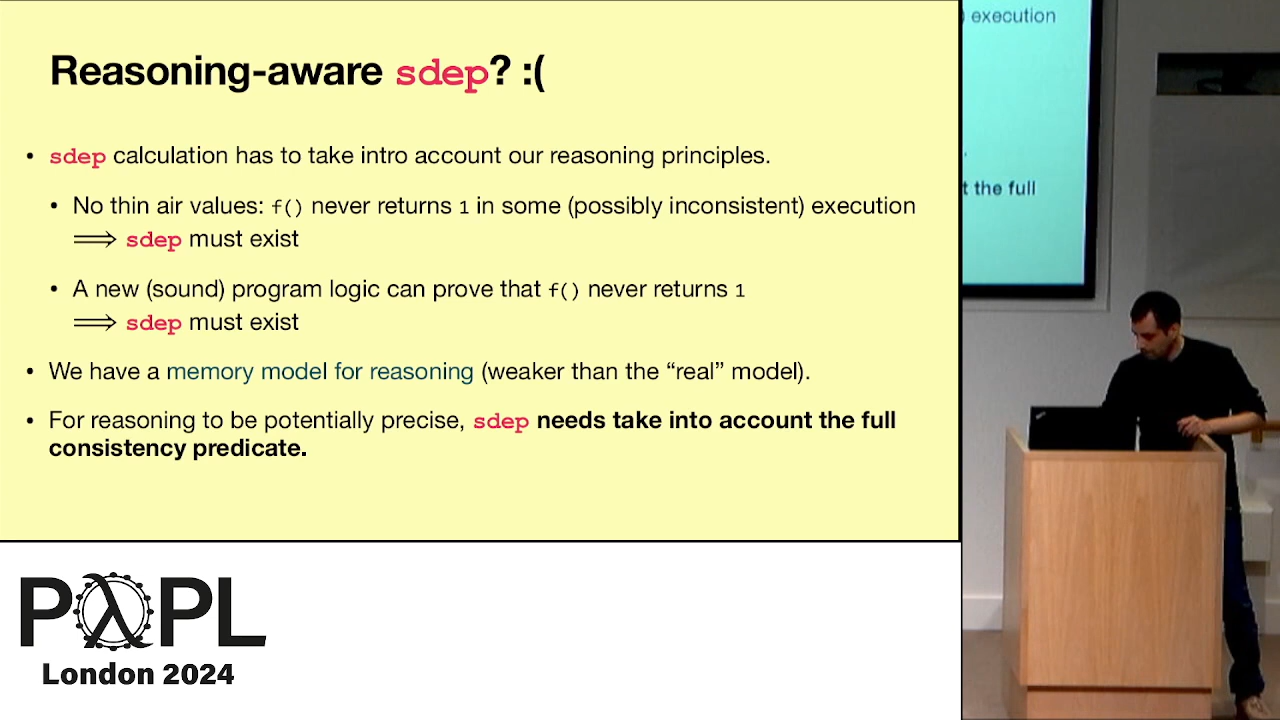 Reasoning-aware sdep? :(
• sdep calculation has to take intro account our reasoning principles.
• No thin air values: f() never returns 1 in some (possibly inconsistent) execution
⟹ sdep must exist
• A new (sound) program logic can prove that f() never returns 1
⟹ sdep must exist
• We have a memory model for reasoning (weaker than the “real” model).
• For reasoning to be potentially precise, sdep needs take into account the full
consistency predicate.
PλPL
London 2024
) execution
t the full